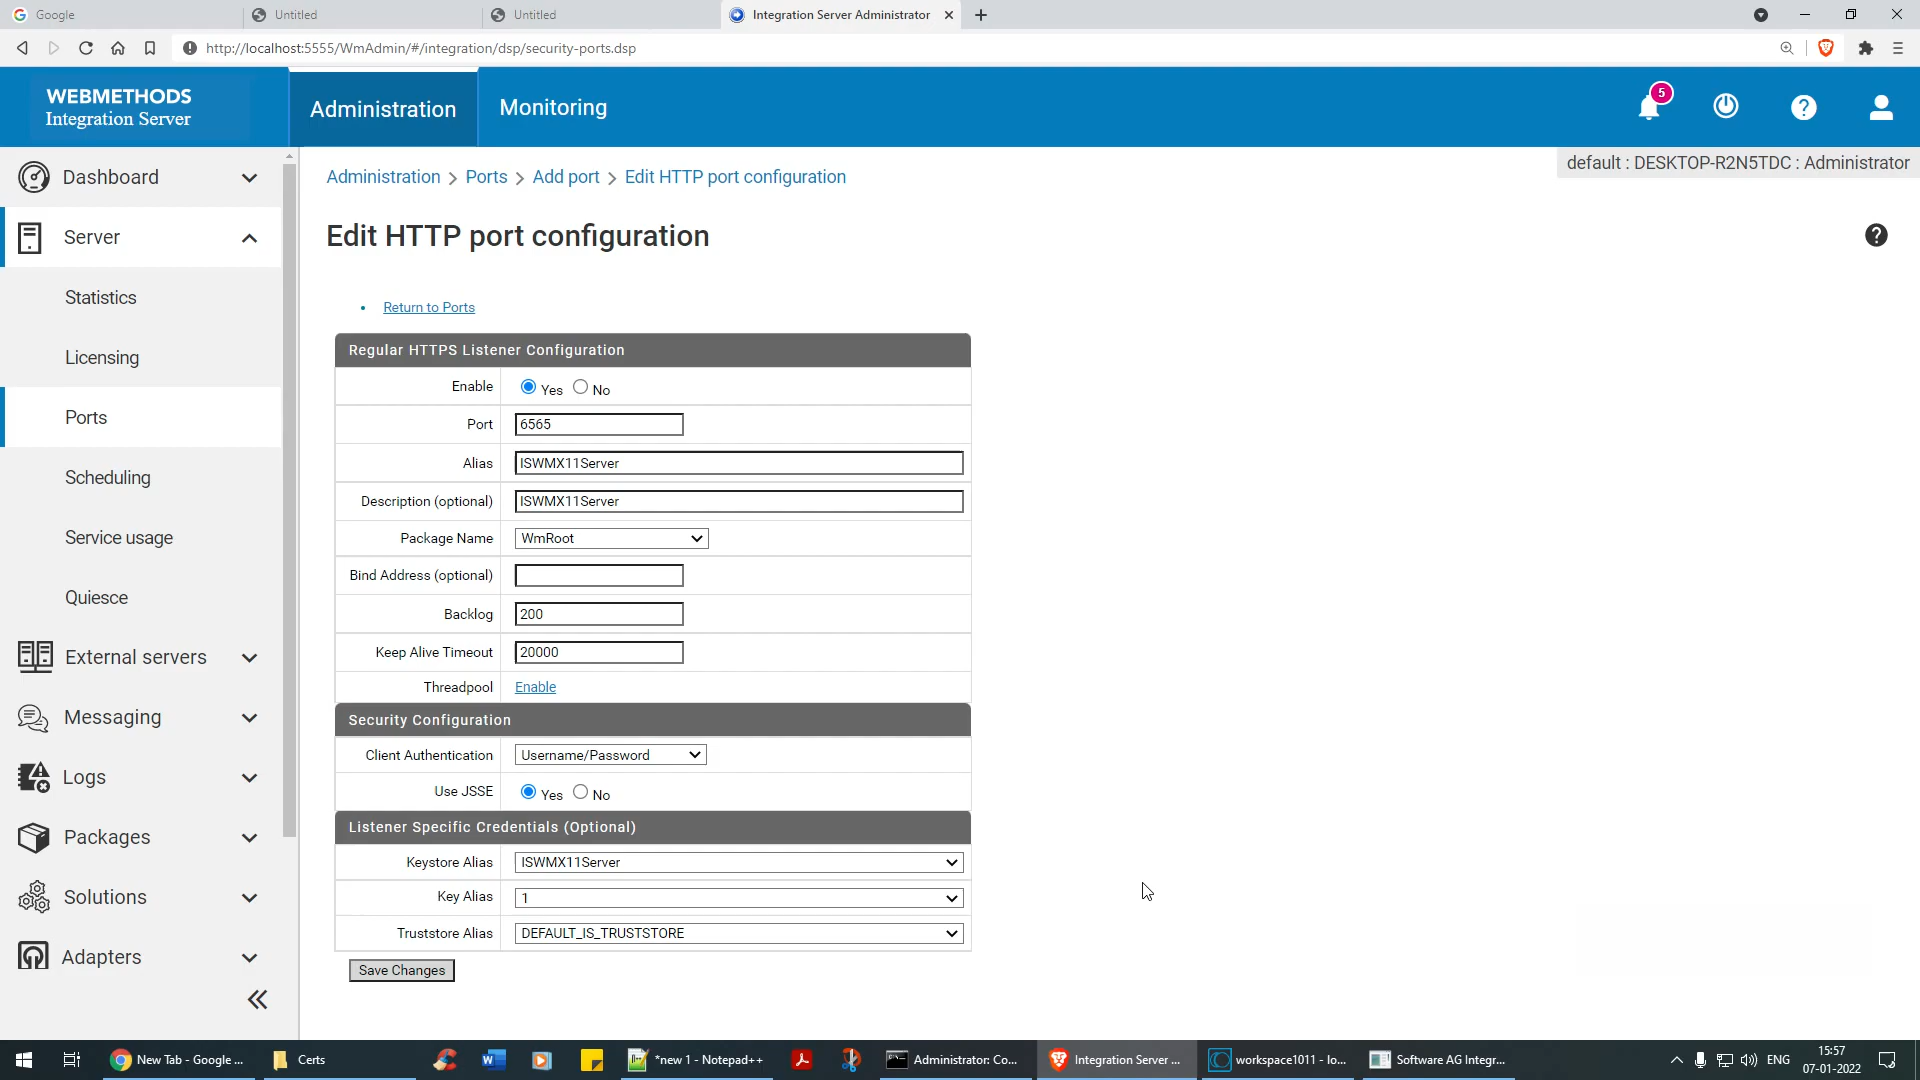 Google
Untitled
Untitled
Integration Server Administrator
http://localhost:5555/WmAdmin/#/integration/dsp/security-ports.dsp
WEBMETHODS
Integration Server
Administration
Monitoring
5
default : DESKTOP-R2N5TDC : Administrator
Dashboard
Server
Statistics
Licensing
Ports
Scheduling
Service usage
Quiesce
External servers
Messaging
Logs
Packages
Solutions
Adapters
Administration > Ports > Add port > Edit HTTP port configuration
Edit HTTP port configuration
Return to Ports
Regular HTTPS Listener Configuration
Enable Yes No
Port 6565
Alias ISWMX11Server
Description (optional) ISWMX11Server
Package Name WmRoot
Bind Address (optional)
Backlog 200
Keep Alive Timeout 20000
Threadpool Enable
Security Configuration
Client Authentication Username/Password
Use JSSE Yes No
Listener Specific Credentials (Optional)
Keystore Alias ISWMX11Server
Key Alias 1
Truststore Alias DEFAULT_IS_TRUSTSTORE
Save Changes
New Tab - Google ...
Certs
*new 1 - Notepad++
Administrator: Co...
Integration Server ...
workspace1011 - Io...
Software AG Integr...
ENG
15:57
07-01-2022